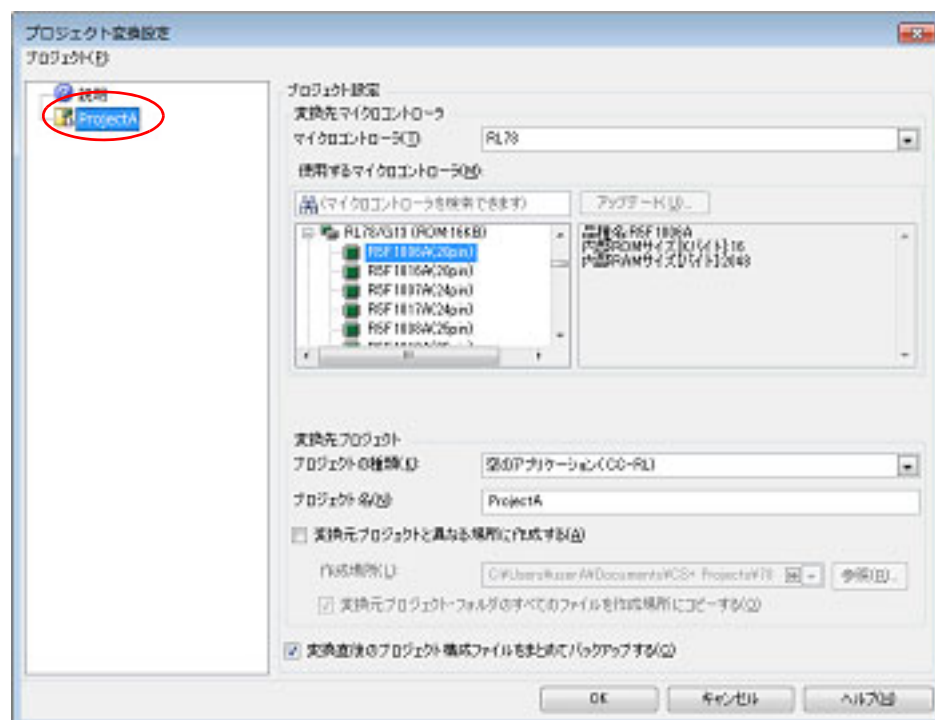 プロジェクト変換設定
プロジェクト(P)
説明
ProjectA
プロジェクト設定
変換先マイクロコントローラ
マイクロコントローラ(T)
RL78
使用するマイクロコントローラ(M)
(マイクロコントローラを検索できます)
アップデート(U)...
RL78/G13 (ROM:16KB)
R5F1006A(20pin)
R5F1016A(20pin)
R5F1007A(24pin)
R5F1017A(24pin)
R5F1008A(25pin)
品種名:R5F1006A
内部ROMサイズ[Kバイト]:16
内部RAMサイズ[バイト]:2048
変換先プロジェクト
プロジェクトの種類(K)
空のアプリケーション(CC-RL)
プロジェクト名(N)
ProjectA
変換元プロジェクトと異なる場所に作成する(A)
作成場所(L)
C:¥Users¥userA¥Documents¥CS+ Projects¥78
参照(R)...
変換元プロジェクト・フォルダのすべてのファイルを作成場所にコピーする(O)
変換直後のプロジェクト構成ファイルをまとめてバックアップする(C)
OK
キャンセル
ヘルプ(H)